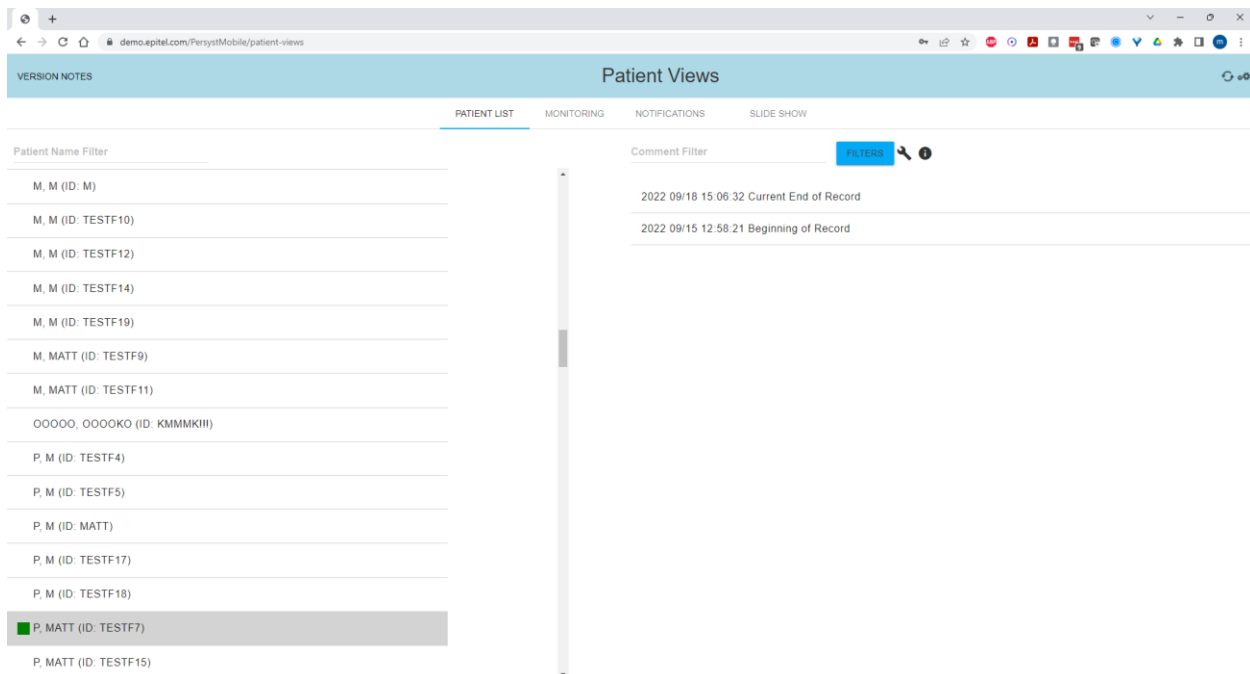 demo.epitel.com/PersystMobile/patient-views
VERSION NOTES
Patient Views
PATIENT LIST
MONITORING
NOTIFICATIONS
SLIDE SHOW
Patient Name Filter
M, M (ID: M)
M, M (ID: TESTF10)
M, M (ID: TESTF12)
M, M (ID: TESTF14)
M, M (ID: TESTF19)
M, MATT (ID: TESTF9)
M, MATT (ID: TESTF11)
OOOOO, OOOOKO (ID: KMMMK!!!)
P, M (ID: TESTF4)
P, M (ID: TESTF5)
P, M (ID: MATT)
P, M (ID: TESTF17)
P, M (ID: TESTF18)
P, MATT (ID: TESTF7)
P, MATT (ID: TESTF15)
Comment Filter
FILTERS
2022 09/18 15:06:32 Current End of Record
2022 09/15 12:58:21 Beginning of Record